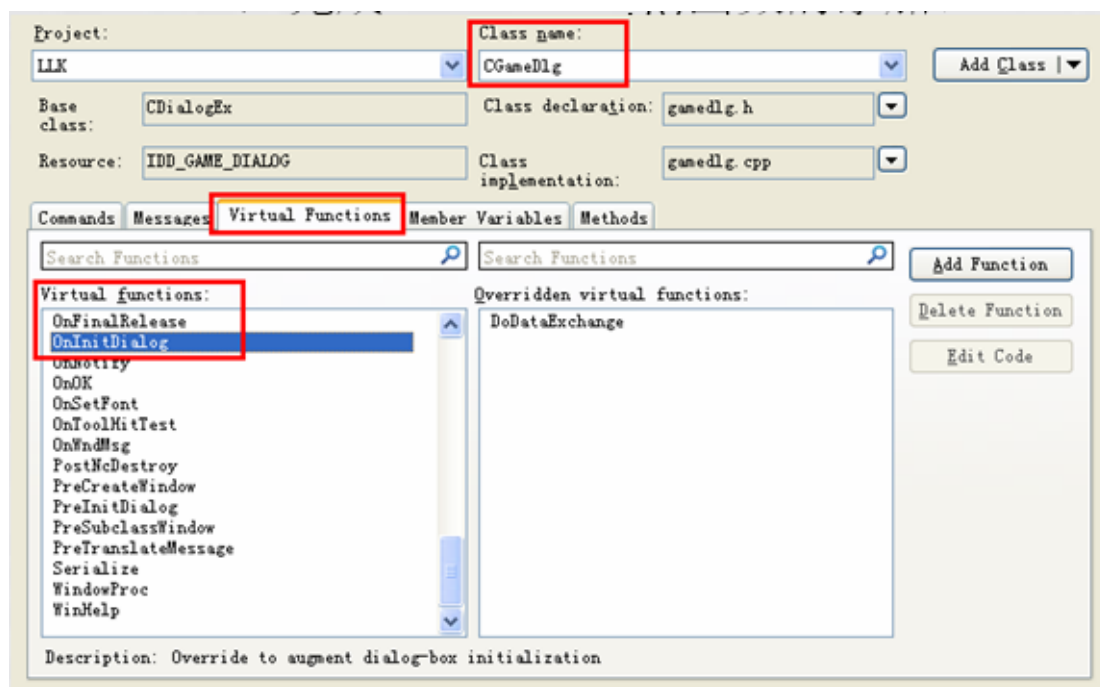 Project:
Class name:
LLK
CGameDlg
Add Class
Base class:
CDialogEx
Class declaration:
gamedlg.h
Resource:
IDD_GAME_DIALOG
Class implementation:
gamedlg.cpp
Commands Messages Virtual Functions Member Variables Methods
Search Functions
Search Functions
Add Function
Virtual functions:
Overridden virtual functions:
Delete Function
Edit Code
OnFinalRelease
OnInitDialog
OnNotify
OnOK
OnSetFont
OnToolHitTest
OnWndMsg
PostNcDestroy
PreCreateWindow
PreInitDialog
PreSubclassWindow
PreTranslateMessage
Serialize
WindowProc
WinHelp
DoDataExchange
Description: Override to augment dialog-box initialization